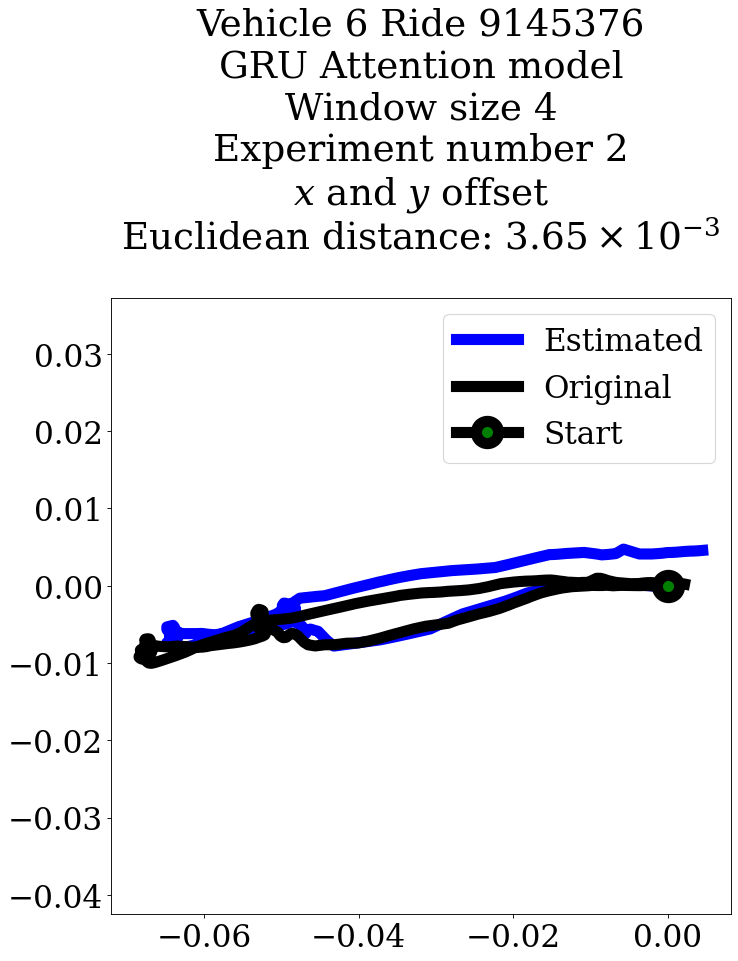 Vehicle 6 Ride 9145376
GRU Attention model
Window size 4
Experiment number 2
x and y offset
Euclidean distance: 3.65 × 10⁻³
Estimated
Original
Start
0.03
0.02
0.01
0.00
−0.01
−0.02
−0.03
−0.04
−0.06 −0.04 −0.02 0.00